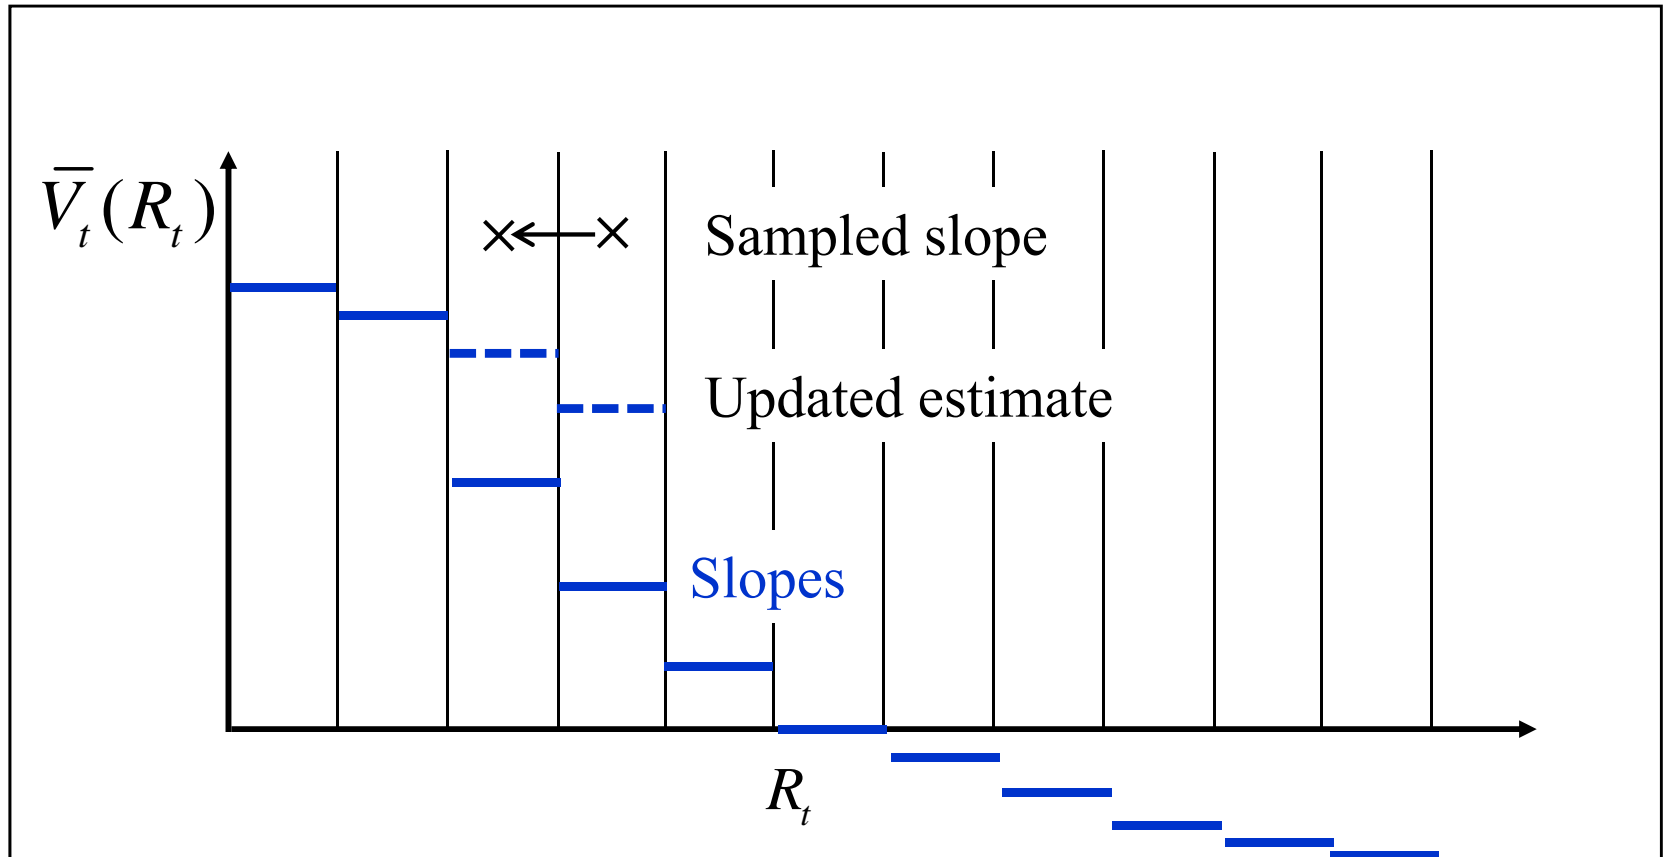 V̄ₜ(Rₜ)
Sampled slope
Updated estimate
Slopes
Rₜ